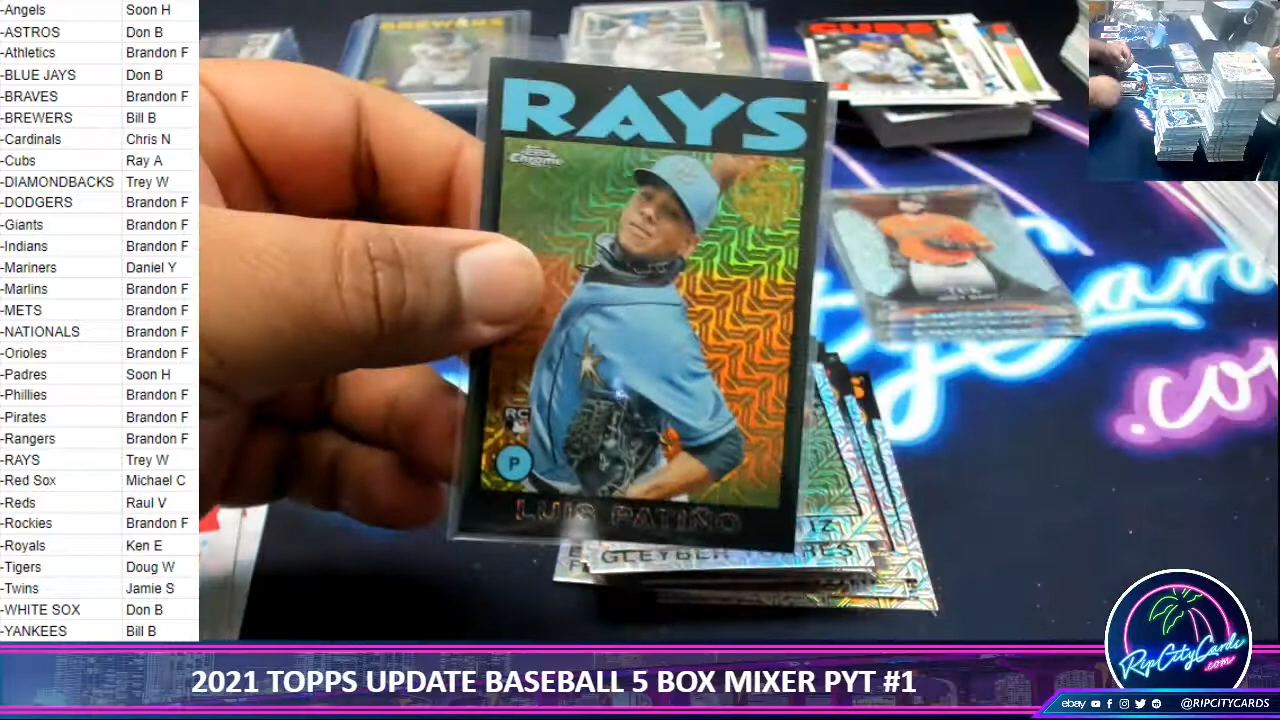 -Angels Soon H
-ASTROS Don B
-Athletics Brandon F
-BLUE JAYS Don B
-BRAVES Brandon F
-BREWERS Bill B
-Cardinals Chris N
-Cubs Ray A
-DIAMONDBACKS Trey W
-DODGERS Brandon F
-Giants Brandon F
-Indians Brandon F
-Mariners Daniel Y
-Marlins Brandon F
-METS Brandon F
-NATIONALS Brandon F
-Orioles Brandon F
-Padres Soon H
-Phillies Brandon F
-Pirates Brandon F
-Rangers Brandon F
-RAYS Trey W
-Red Sox Michael C
-Reds Raul V
-Rockies Brandon F
-Royals Ken E
-Tigers Doug W
-Twins Jamie S
-WHITE SOX Don B
-YANKEES Bill B
BREWERS
CUBS
RAYS
Topps
Chrome
RC
P
LUIS PATIÑO
GLEYBER TORRES
.co
2021 TOPPS UPDATE BASEBALL 5 BOX MIXER PYT #1
RipCityCards
.com
ebay @RIPCITYCARDS